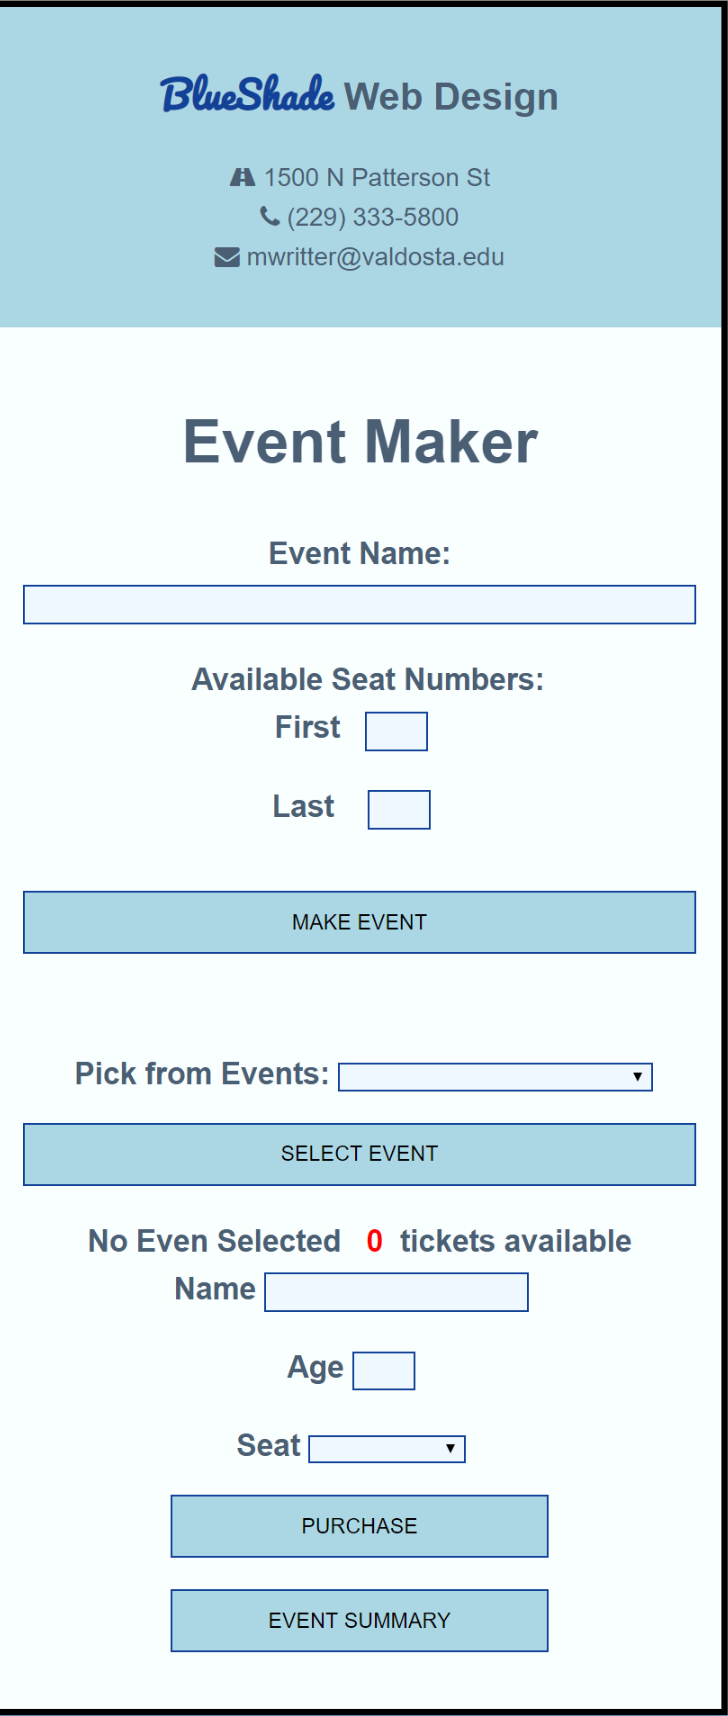 BlueShade Web Design
1500 N Patterson St
(229) 333-5800
mwritter@valdosta.edu
Event Maker
Event Name:
Available Seat Numbers:
First
Last
MAKE EVENT
Pick from Events:
SELECT EVENT
No Even Selected 0 tickets available
Name
Age
Seat
PURCHASE
EVENT SUMMARY